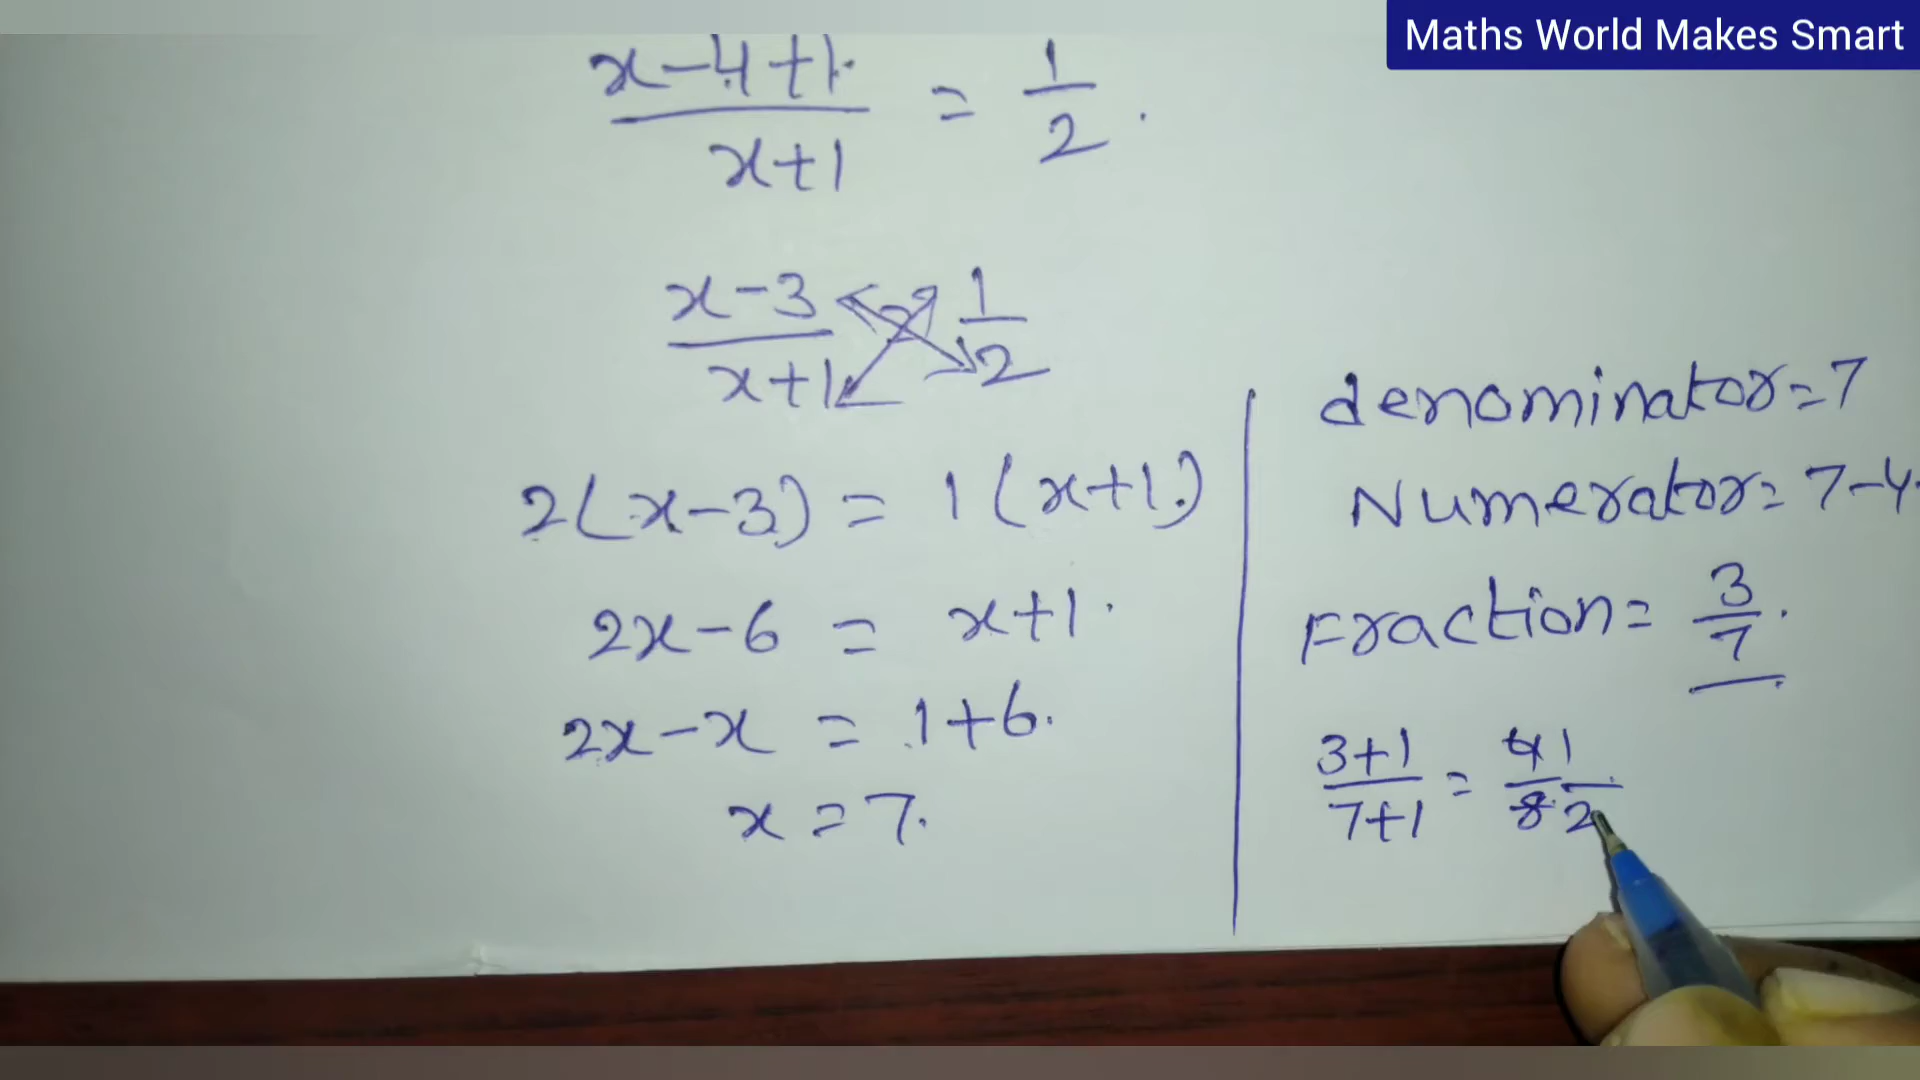 Maths World Makes Smart
x-4+1 / x+1 = 1/2.
x-3 / x+1 = 1/2
2(x-3) = 1(x+1)
2x-6 = x+1.
2x-x = 1+6.
x = 7.
denominator = 7
Numerator = 7-4
Fraction = 3/7.
3+1 / 7+1 = 4/8 1/2